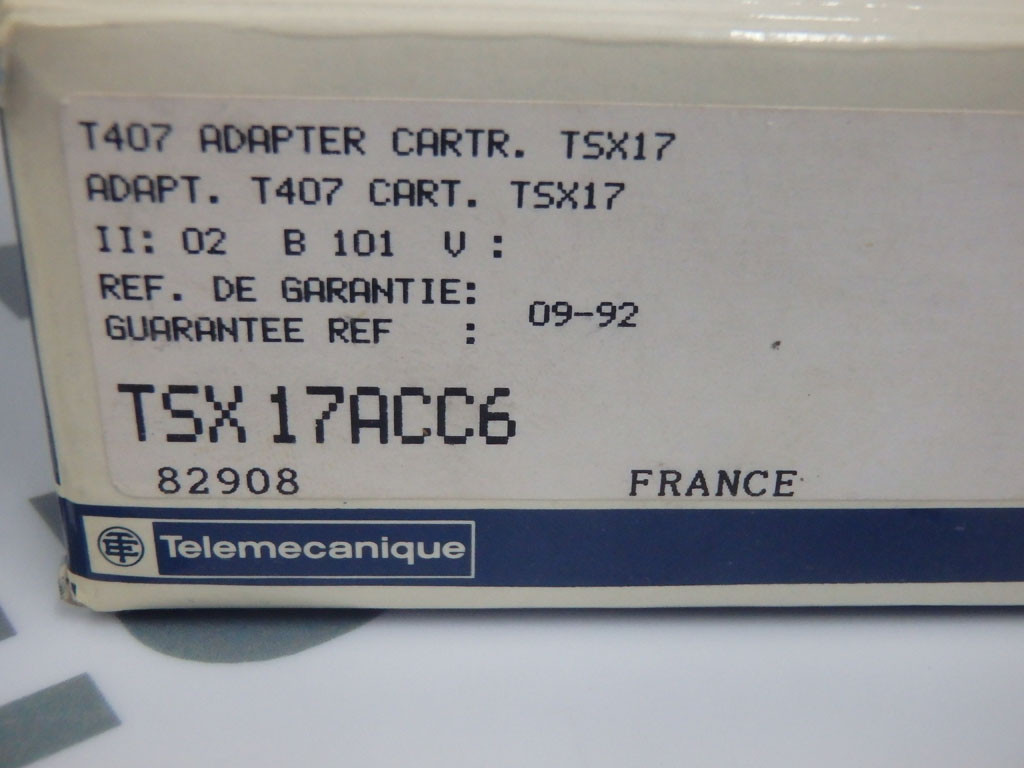 T407 ADAPTER CARTR. TSX17
ADAPT. T407 CART. TSX17
II: 02 B 101 V :
REF. DE GARANTIE:
GUARANTEE REF : 09-92
TSX 17ACC6
82908 FRANCE
TE Telemecanique